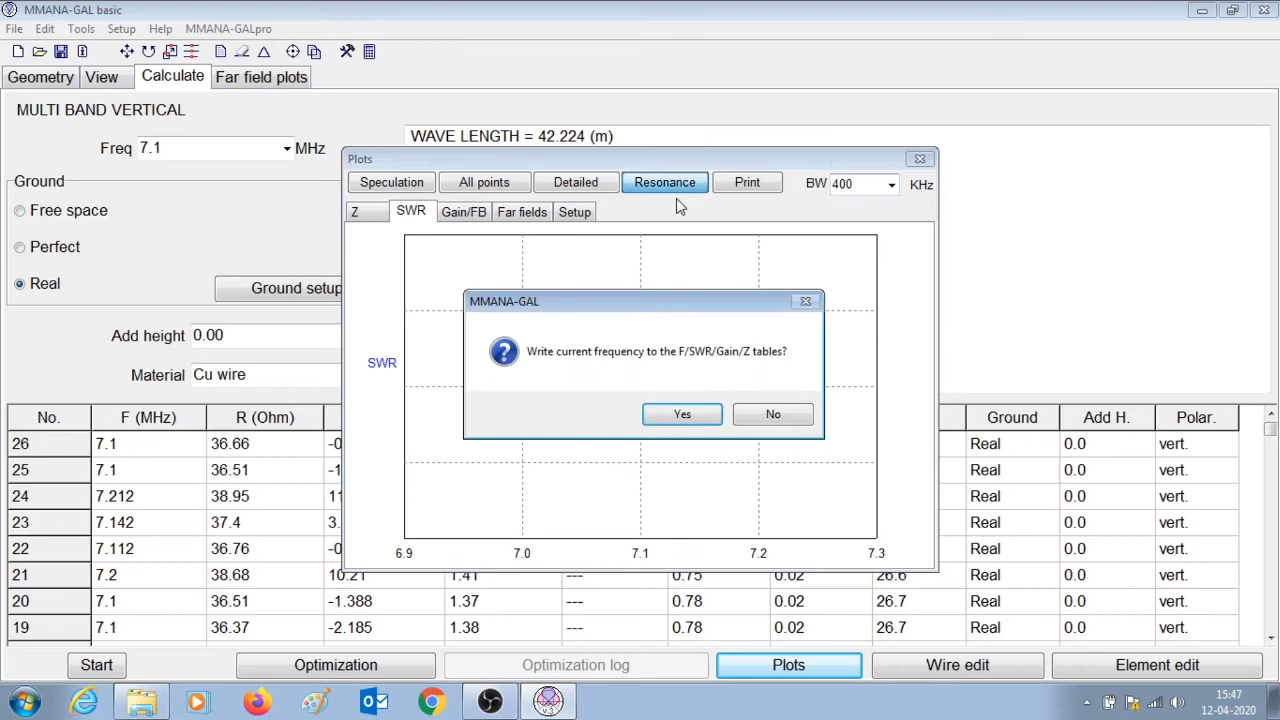 MMANA-GAL basic
File Edit Tools Setup Help MMANA-GALpro
Geometry View Calculate Far field plots
MULTI BAND VERTICAL
Freq 7.1 MHz
WAVE LENGTH = 42.224 (m)
Ground
Free space
Perfect
Real
Ground setup
Add height 0.00
Material Cu wire
Plots
Speculation All points Detailed Resonance Print BW 400 KHz
Z SWR Gain/FB Far fields Setup
SWR
6.9 7.0 7.1 7.2 7.3
MMANA-GAL
Write current frequency to the F/SWR/Gain/Z tables?
Yes No
No. F (MHz) R (Ohm) Ground Add H. Polar.
26 7.1 36.66 -0 Real 0.0 vert.
25 7.1 36.51 -1 Real 0.0 vert.
24 7.212 38.95 11 Real 0.0 vert.
23 7.142 37.4 3. Real 0.0 vert.
22 7.112 36.76 -0 Real 0.0 vert.
21 7.2 38.68 10.21 1.41 --- 0.75 0.02 26.6 Real 0.0 vert.
20 7.1 36.51 -1.388 1.37 --- 0.78 0.02 26.7 Real 0.0 vert.
19 7.1 36.37 -2.185 1.38 --- 0.78 0.02 26.7 Real 0.0 vert.
Start Optimization Optimization log Plots Wire edit Element edit
15:47
12-04-2020